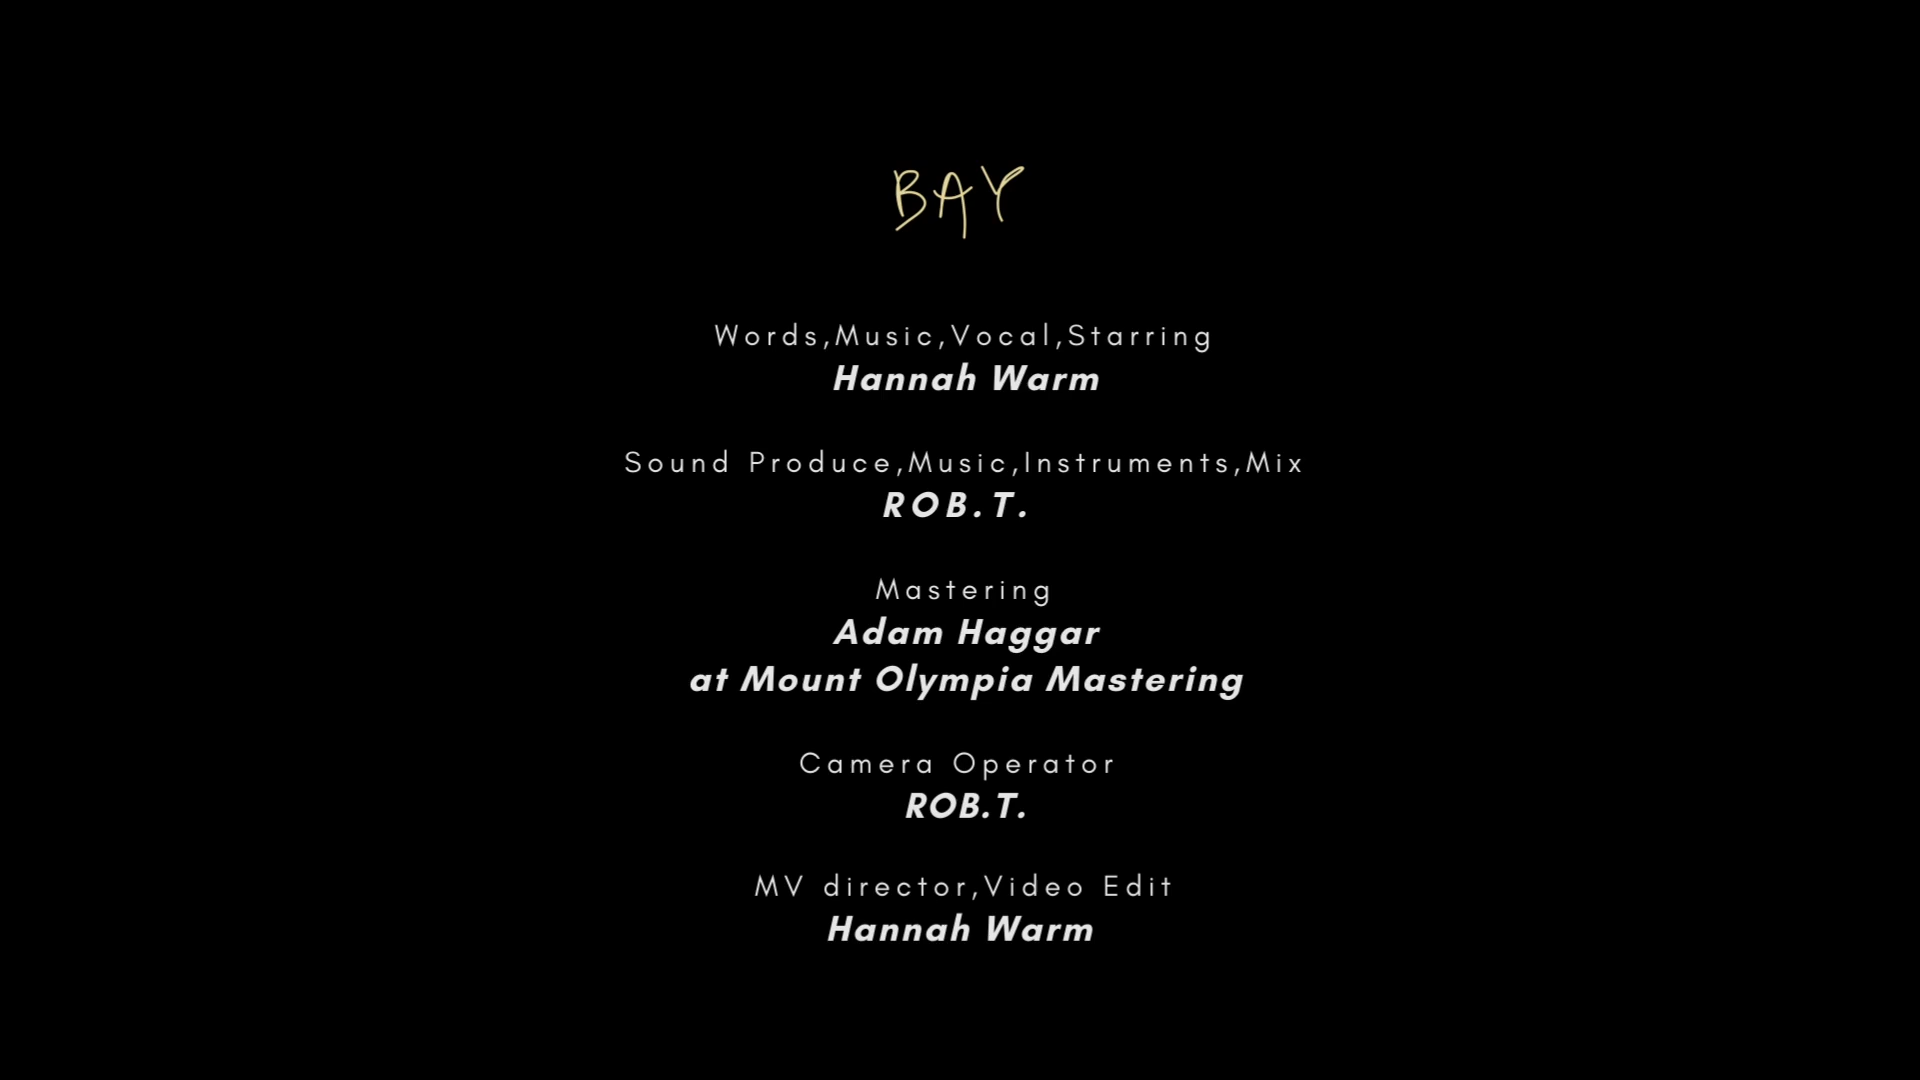 BAY
Words,Music,Vocal,Starring
Hannah Warm
Sound Produce,Music,Instruments,Mix
ROB.T.
Mastering
Adam Haggar
at Mount Olympia Mastering
Camera Operator
ROB.T.
MV director,Video Edit
Hannah Warm